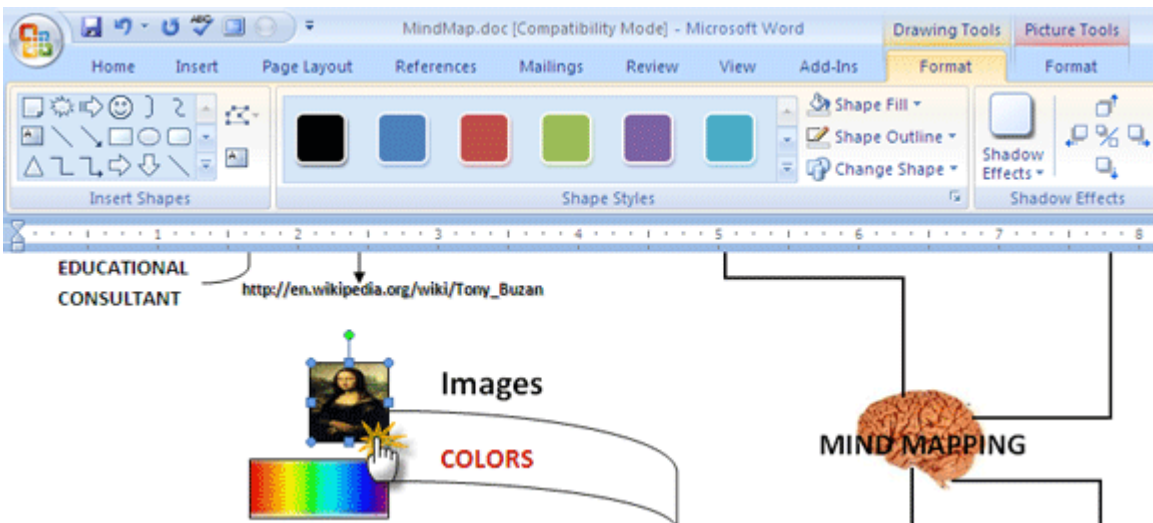 MindMap.doc [Compatibility Mode] - Microsoft Word
Drawing Tools
Picture Tools
Home
Insert
Page Layout
References
Mailings
Review
View
Add-Ins
Format
Format
Shape Fill
Shape Outline
Change Shape
Shadow
Effects
Insert Shapes
Shape Styles
Shadow Effects
1 2 3 4 5 6 7 8
EDUCATIONAL
CONSULTANT
http://en.wikipedia.org/wiki/Tony_Buzan
Images
COLORS
MIND MAPPING